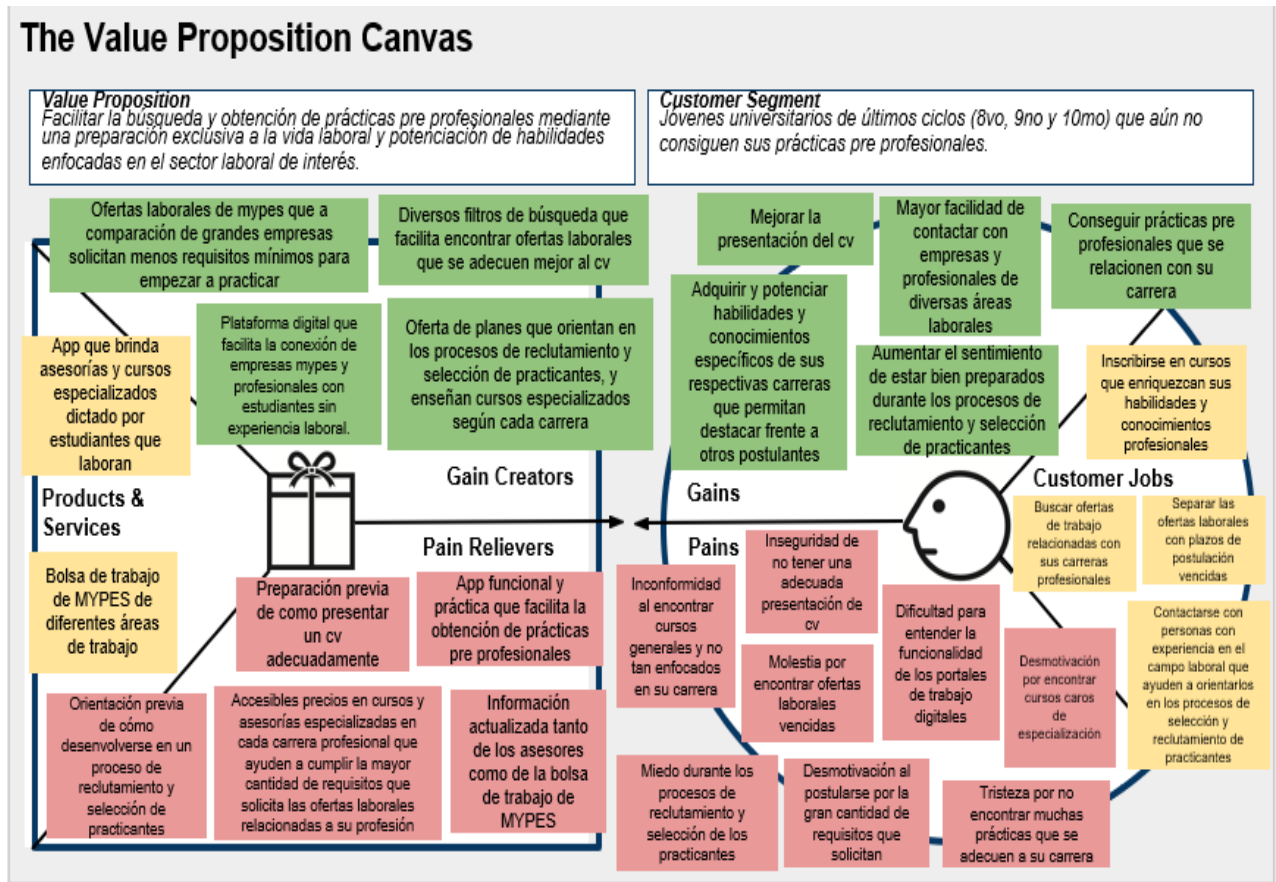 The Value Proposition Canvas
Value Proposition
Facilitar la búsqueda y obtención de prácticas pre profesionales mediante
una preparación exclusiva a la vida laboral y potenciación de habilidades
enfocadas en el sector laboral de interés.
Customer Segment
Jóvenes universitarios de últimos ciclos (8vo, 9no y 10mo) que aún no
consiguen sus prácticas pre profesionales.
Ofertas laborales de mypes que a
comparación de grandes empresas
solicitan menos requisitos mínimos para
empezar a practicar
Diversos filtros de búsqueda que
facilita encontrar ofertas laborales
que se adecuen mejor al cv
App que brinda
asesorías y cursos
especializados
dictado por
estudiantes que
laboran
Plataforma digital que
facilita la conexión de
empresas mypes y
profesionales con
estudiantes sin
experiencia laboral.
Oferta de planes que orientan en
los procesos de reclutamiento y
selección de practicantes, y
enseñan cursos especializados
según cada carrera
Gain Creators
Products &
Services
Pain Relievers
Bolsa de trabajo
de MYPES de
diferentes áreas
de trabajo
Preparación previa
de como presentar
un cv
adecuadamente
App funcional y
práctica que facilita la
obtención de prácticas
pre profesionales
Orientación previa
de cómo
desenvolverse en un
proceso de
reclutamiento y
selección de
practicantes
Accesibles precios en cursos y
asesorías especializadas en
cada carrera profesional que
ayuden a cumplir la mayor
cantidad de requisitos que
solicita las ofertas laborales
relacionadas a su profesión
Información
actualizada tanto
de los asesores
como de la bolsa
de trabajo de
MYPES
Mejorar la
presentación del cv
Mayor facilidad de
contactar con
empresas y
profesionales de
diversas áreas
laborales
Conseguir prácticas pre
profesionales que se
relacionen con su
carrera
Adquirir y potenciar
habilidades y
conocimientos
específicos de sus
respectivas carreras
que permitan
destacar frente a
otros postulantes
Aumentar el sentimiento
de estar bien preparados
durante los procesos de
reclutamiento y selección
de practicantes
Inscribirse en cursos
que enriquezcan sus
habilidades y
conocimientos
profesionales
Gains
Customer Jobs
Pains
Buscar ofertas
de trabajo
relacionadas con
sus carreras
profesionales
Separar las
ofertas laborales
con plazos de
postulación
vencidas
Inconformidad
al encontrar
cursos
generales y no
tan enfocados
en su carrera
Inseguridad de
no tener una
adecuada
presentación de
cv
Molestia por
encontrar ofertas
laborales
vencidas
Dificultad para
entender la
funcionalidad
de los portales
de trabajo
digitales
Desmotivación
por encontrar
cursos caros
de
especialización
Contactarse con
personas con
experiencia en el
campo laboral que
ayuden a orientarlos
en los procesos de
selección y
reclutamiento de
practicantes
Miedo durante los
procesos de
reclutamiento y
selección de los
practicantes
Desmotivación al
postularse por la
gran cantidad de
requisitos que
solicitan
Tristeza por no
encontrar muchas
prácticas que se
adecuen a su carrera